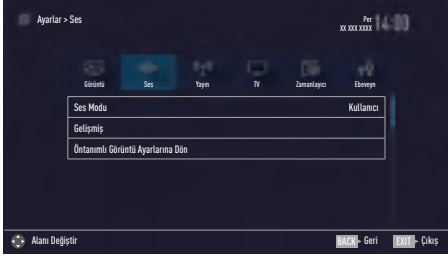 Ayarlar > Ses
Per 14:00
XX XXX XXXX
Görüntü Ses Yayın TV Zamanlayıcı Ebeveyn
Ses Modu Kullanıcı
Gelişmiş
Öntanımlı Görüntü Ayarlarına Dön
Alanı Değiştir BACK Geri EXIT Çıkış